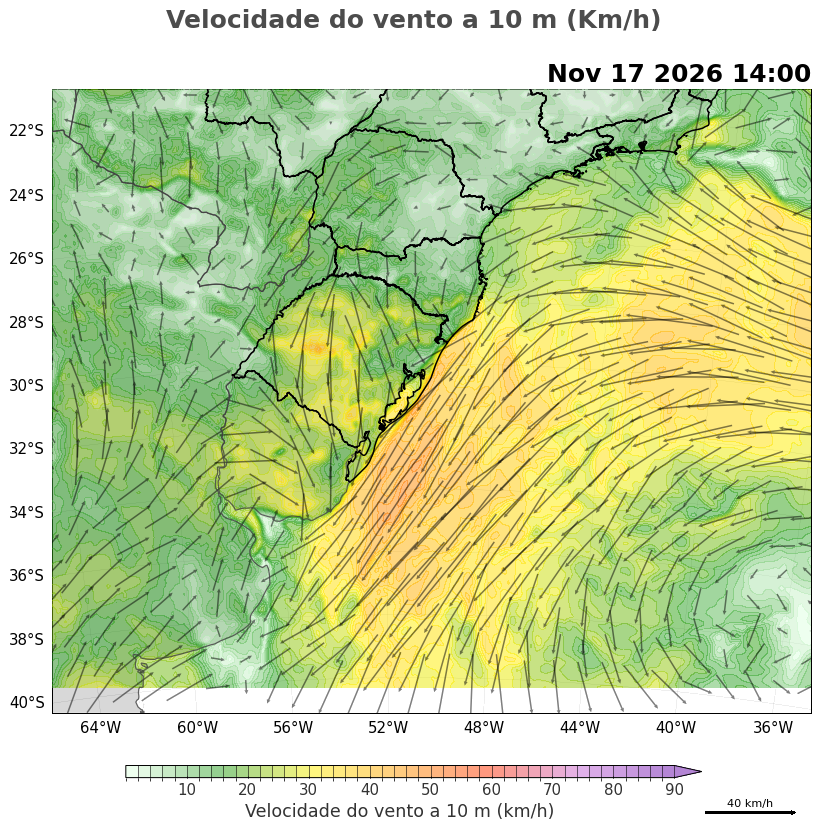 Velocidade do vento a 10 m (Km/h)
Nov 17 2026 14:00
22°S
24°S
26°S
28°S
30°S
32°S
34°S
36°S
38°S
40°S
64°W 60°W 56°W 52°W 48°W 44°W 40°W 36°W
10 20 30 40 50 60 70 80 90
Velocidade do vento a 10 m (km/h)
40 km/h